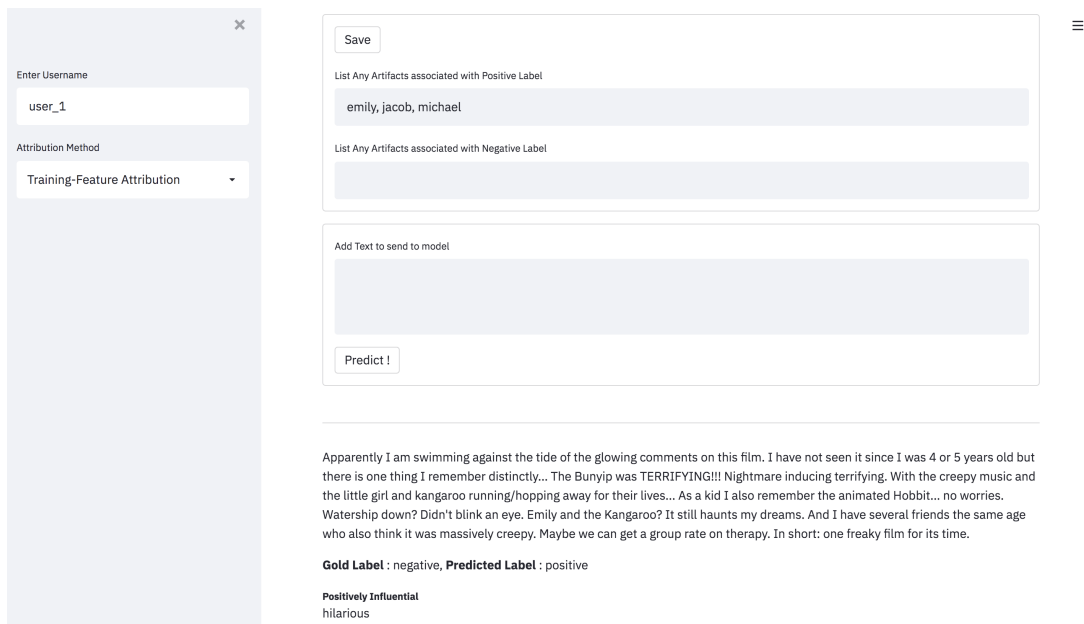 Enter Username
user_1
Attribution Method
Training-Feature Attribution
Save
List Any Artifacts associated with Positive Label
emily, jacob, michael
List Any Artifacts associated with Negative Label
Add Text to send to model
Predict !
Apparently I am swimming against the tide of the glowing comments on this film. I have not seen it since I was 4 or 5 years old but
there is one thing I remember distinctly... The Bunyip was TERRIFYING!!! Nightmare inducing terrifying. With the creepy music and
the little girl and kangaroo running/hopping away for their lives... As a kid I also remember the animated Hobbit... no worries.
Watership down? Didn't blink an eye. Emily and the Kangaroo? It still haunts my dreams. And I have several friends the same age
who also think it was massively creepy. Maybe we can get a group rate on therapy. In short: one freaky film for its time.
Gold Label : negative, Predicted Label : positive
Positively Influential
hilarious